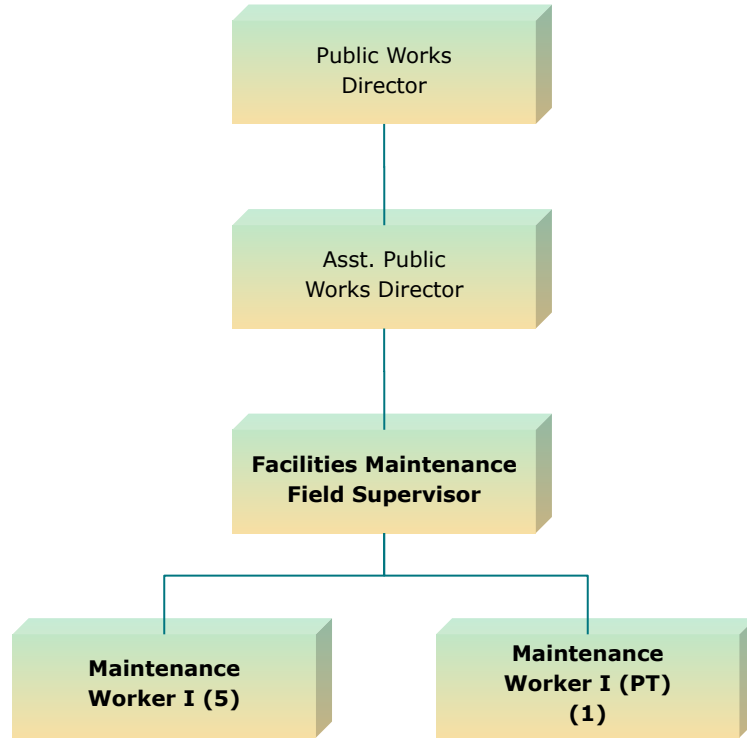 Public Works
Director
Asst. Public
Works Director
Facilities Maintenance
Field Supervisor
Maintenance
Worker I (5)
Maintenance
Worker I (PT)
(1)